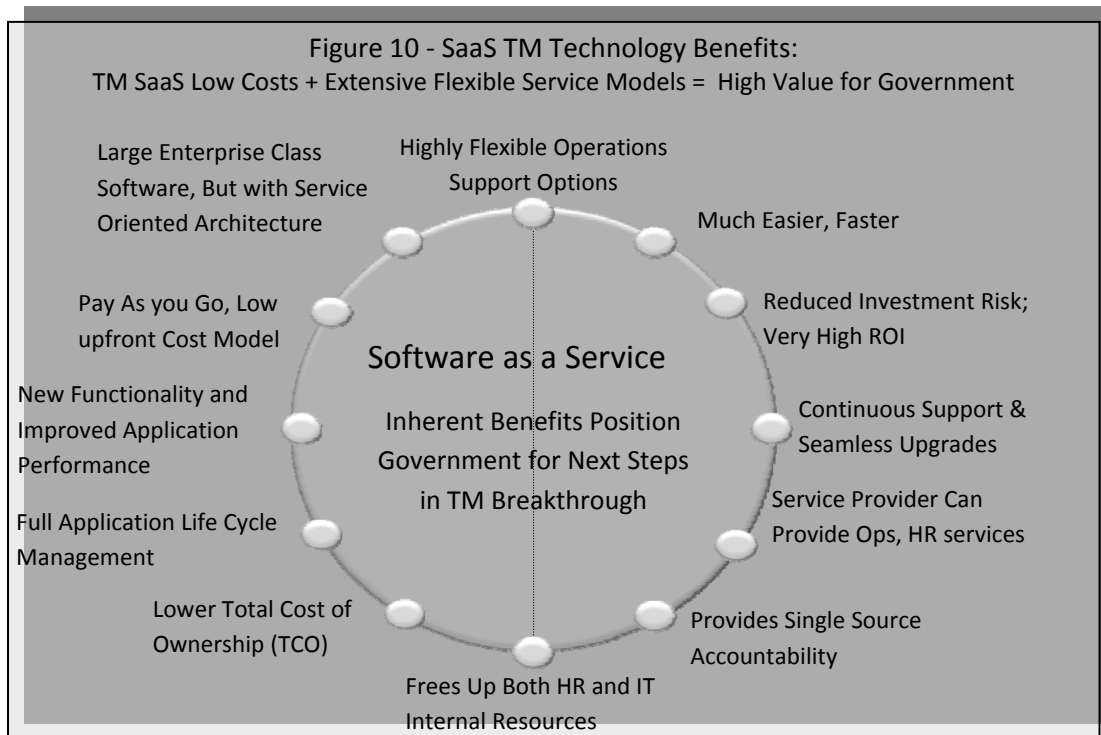 Figure 10 - SaaS TM Technology Benefits:
TM SaaS Low Costs + Extensive Flexible Service Models = High Value for Government
Highly Flexible Operations
Support Options
Much Easier, Faster
Reduced Investment Risk;
Very High ROI
Continuous Support &
Seamless Upgrades
Service Provider Can
Provide Ops, HR services
Provides Single Source
Accountability
Frees Up Both HR and IT
Internal Resources
Lower Total Cost of
Ownership (TCO)
Full Application Life Cycle
Management
New Functionality and
Improved Application
Performance
Pay As you Go, Low
upfront Cost Model
Large Enterprise Class
Software, But with Service
Oriented Architecture
Software as a Service
Inherent Benefits Position
Government for Next Steps
in TM Breakthrough